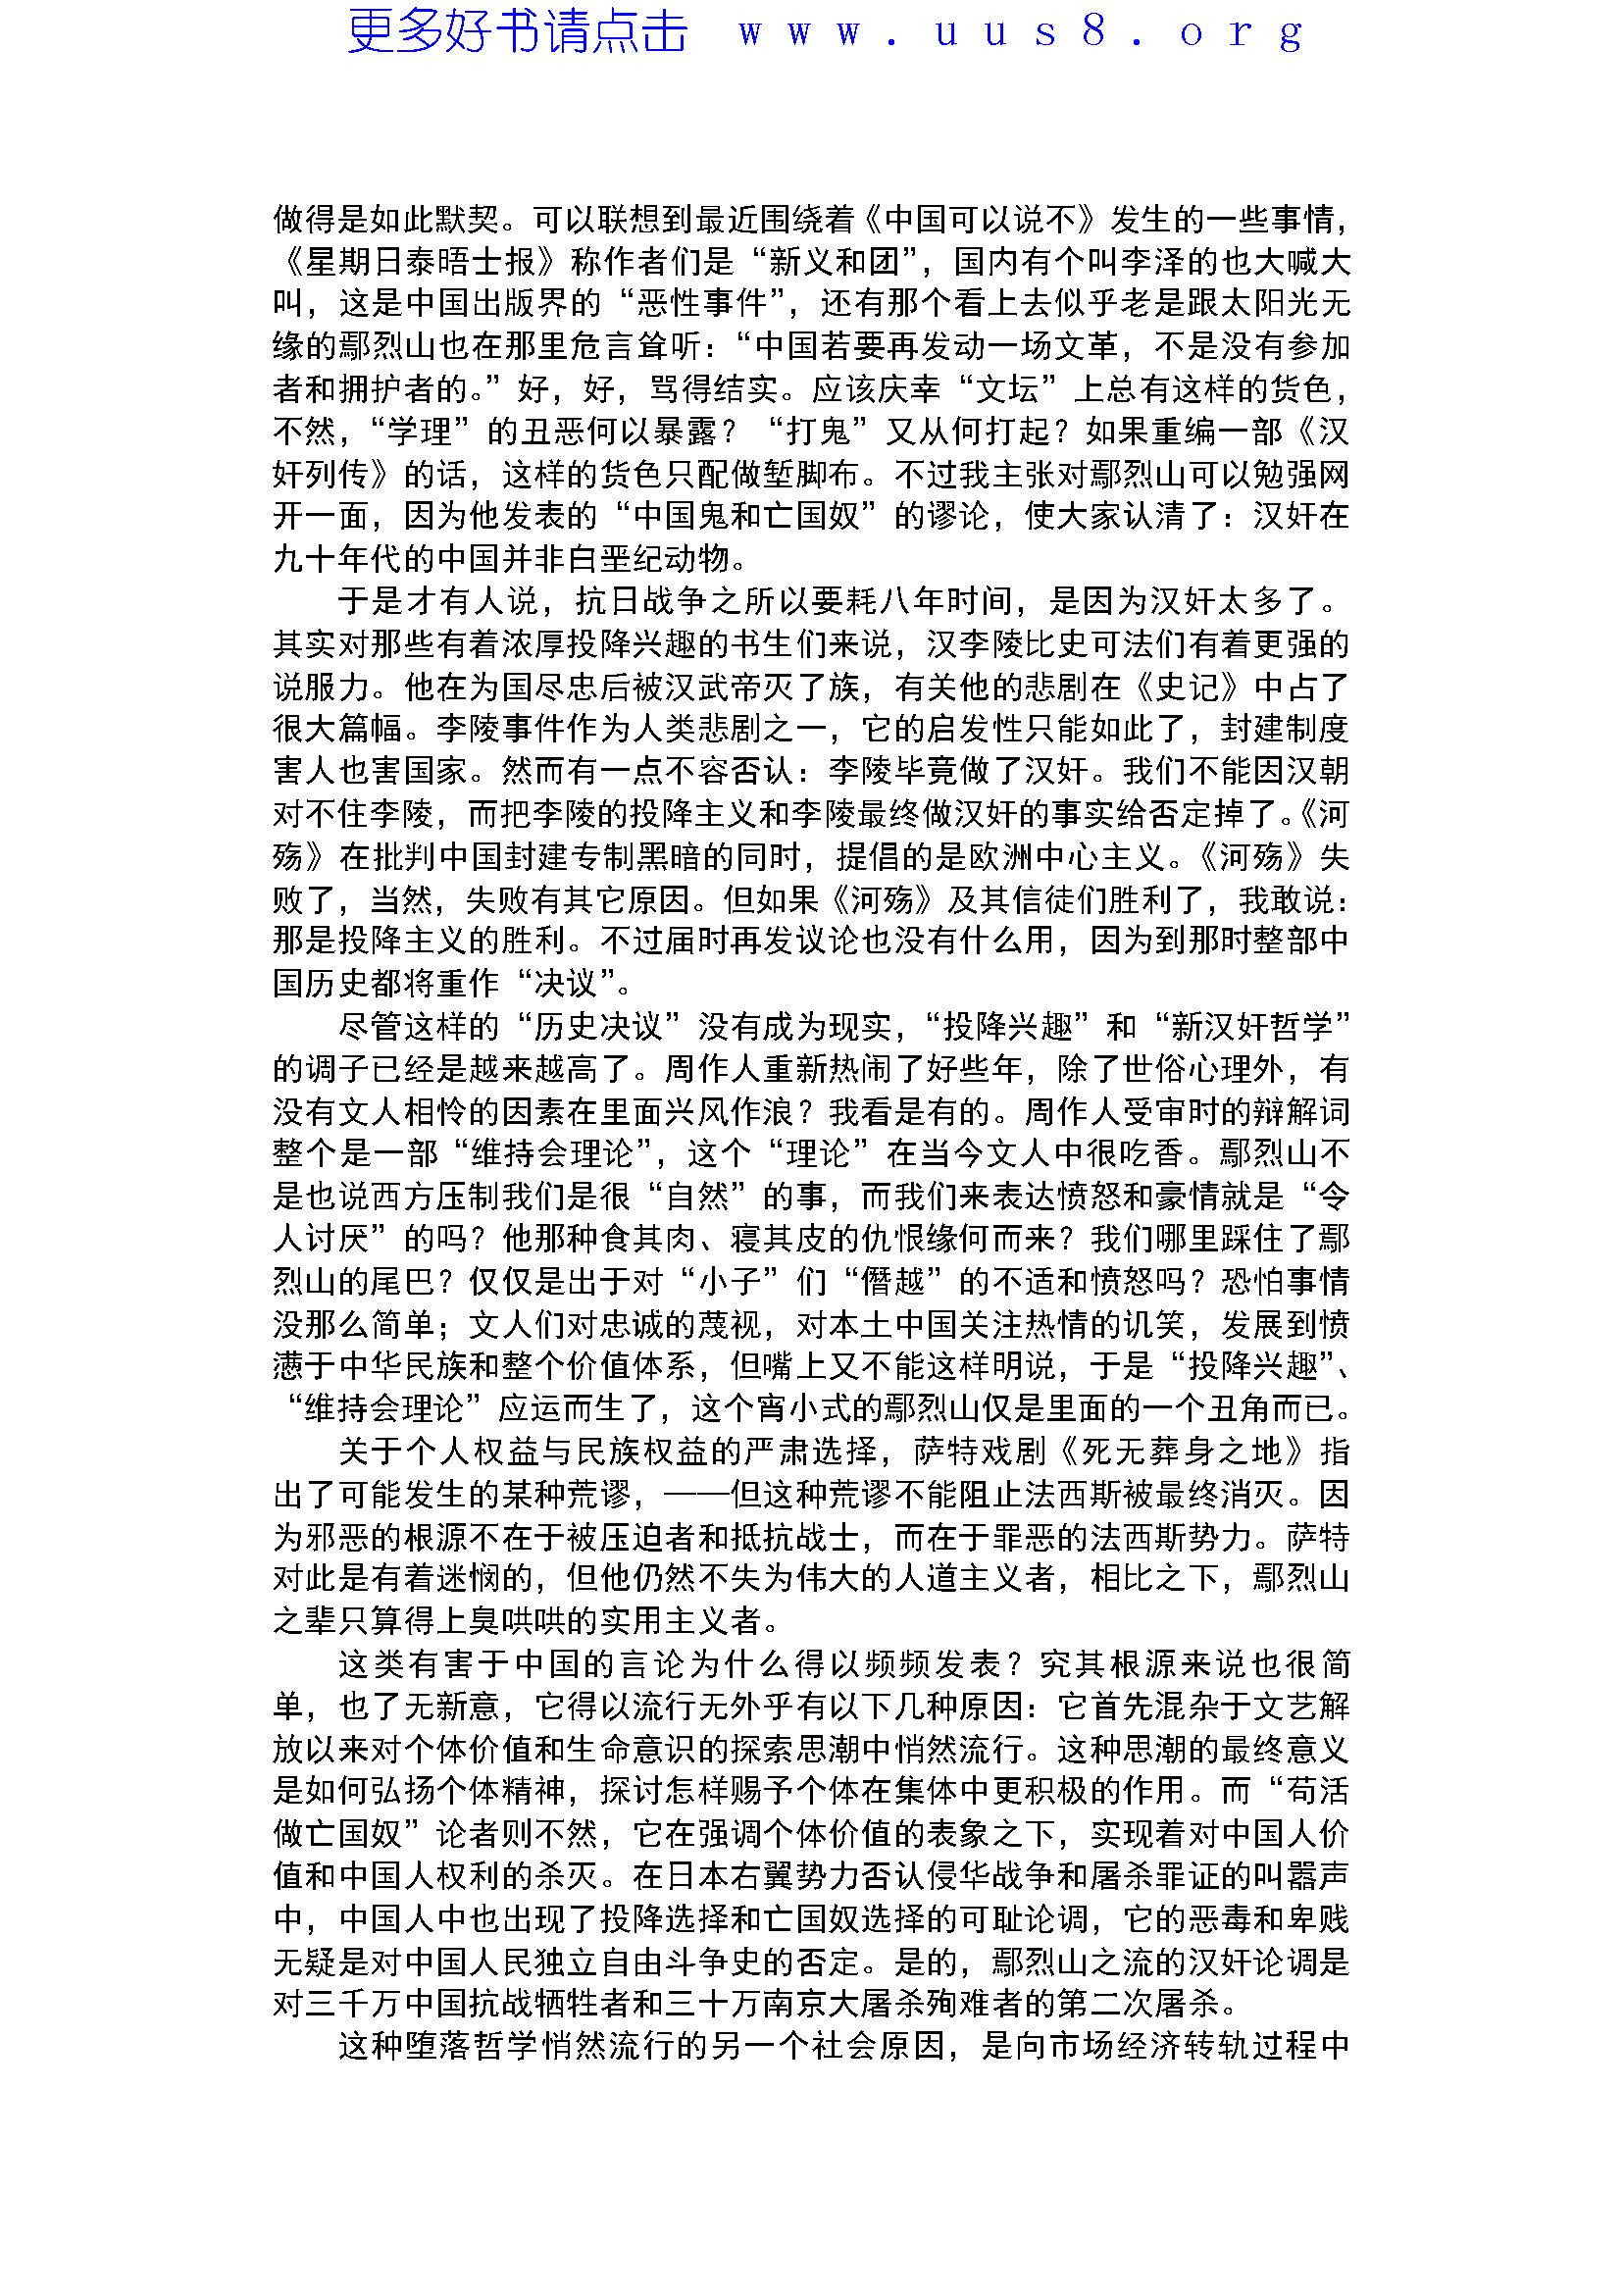 更多好书请点击 www.uus8.org
做得是如此默契。可以联想到最近围绕着《中国可以说不》发生的一些事情，
《星期日泰晤士报》称作者们是“新义和团”，国内有个叫李泽的也大喊大
叫，这是中国出版界的“恶性事件”，还有那个看上去似乎老是跟太阳光无
缘的鄢烈山也在那里危言耸听：“中国若要再发动一场文革，不是没有参加
者和拥护者的。”好，好，骂得结实。应该庆幸“文坛”上总有这样的货色，
不然，“学理”的丑恶何以暴露？“打鬼”又从何打起？如果重编一部《汉
奸列传》的话，这样的货色只配做堑脚布。不过我主张对鄢烈山可以勉强网
开一面，因为他发表的“中国鬼和亡国奴”的谬论，使大家认清了：汉奸在
九十年代的中国并非白垩纪动物。
于是才有人说，抗日战争之所以要耗八年时间，是因为汉奸太多了。
其实对那些有着浓厚投降兴趣的书生们来说，汉李陵比史可法们有着更强的
说服力。他在为国尽忠后被汉武帝灭了族，有关他的悲剧在《史记》中占了
很大篇幅。李陵事件作为人类悲剧之一，它的启发性只能如此了，封建制度
害人也害国家。然而有一点不容否认：李陵毕竟做了汉奸。我们不能因汉朝
对不住李陵，而把李陵的投降主义和李陵最终做汉奸的事实给否定掉了。《河
殇》在批判中国封建专制黑暗的同时，提倡的是欧洲中心主义。《河殇》失
败了，当然，失败有其它原因。但如果《河殇》及其信徒们胜利了，我敢说：
那是投降主义的胜利。不过届时再发议论也没有什么用，因为到那时整部中
国历史都将重作“决议”。
尽管这样的“历史决议”没有成为现实，“投降兴趣”和“新汉奸哲学”
的调子已经是越来越高了。周作人重新热闹了好些年，除了世俗心理外，有
没有文人相怜的因素在里面兴风作浪？我看是有的。周作人受审时的辩解词
整个是一部“维持会理论”，这个“理论”在当今文人中很吃香。鄢烈山不
是也说西方压制我们是很“自然”的事，而我们来表达愤怒和豪情就是“令
人讨厌”的吗？他那种食其肉、寝其皮的仇恨缘何而来？我们哪里踩住了鄢
烈山的尾巴？仅仅是出于对“小子”们“僭越”的不适和愤怒吗？恐怕事情
没那么简单；文人们对忠诚的蔑视，对本土中国关注热情的讥笑，发展到愤
懑于中华民族和整个价值体系，但嘴上又不能这样明说，于是“投降兴趣”、
“维持会理论”应运而生了，这个宵小式的鄢烈山仅是里面的一个丑角而已。
关于个人权益与民族权益的严肃选择，萨特戏剧《死无葬身之地》指
出了可能发生的某种荒谬，——但这种荒谬不能阻止法西斯被最终消灭。因
为邪恶的根源不在于被压迫者和抵抗战士，而在于罪恶的法西斯势力。萨特
对此是有着迷悯的，但他仍然不失为伟大的人道主义者，相比之下，鄢烈山
之辈只算得上臭哄哄的实用主义者。
这类有害于中国的言论为什么得以频频发表？究其根源来说也很简
单，也了无新意，它得以流行无外乎有以下几种原因：它首先混杂于文艺解
放以来对个体价值和生命意识的探索思潮中悄然流行。这种思潮的最终意义
是如何弘扬个体精神，探讨怎样赐予个体在集体中更积极的作用。而“苟活
做亡国奴”论者则不然，它在强调个体价值的表象之下，实现着对中国人价
值和中国人权利的杀灭。在日本右翼势力否认侵华战争和屠杀罪证的叫嚣声
中，中国人中也出现了投降选择和亡国奴选择的可耻论调，它的恶毒和卑贱
无疑是对中国人民独立自由斗争史的否定。是的，鄢烈山之流的汉奸论调是
对三千万中国抗战牺牲者和三十万南京大屠杀殉难者的第二次屠杀。
这种堕落哲学悄然流行的另一个社会原因，是向市场经济转轨过程中